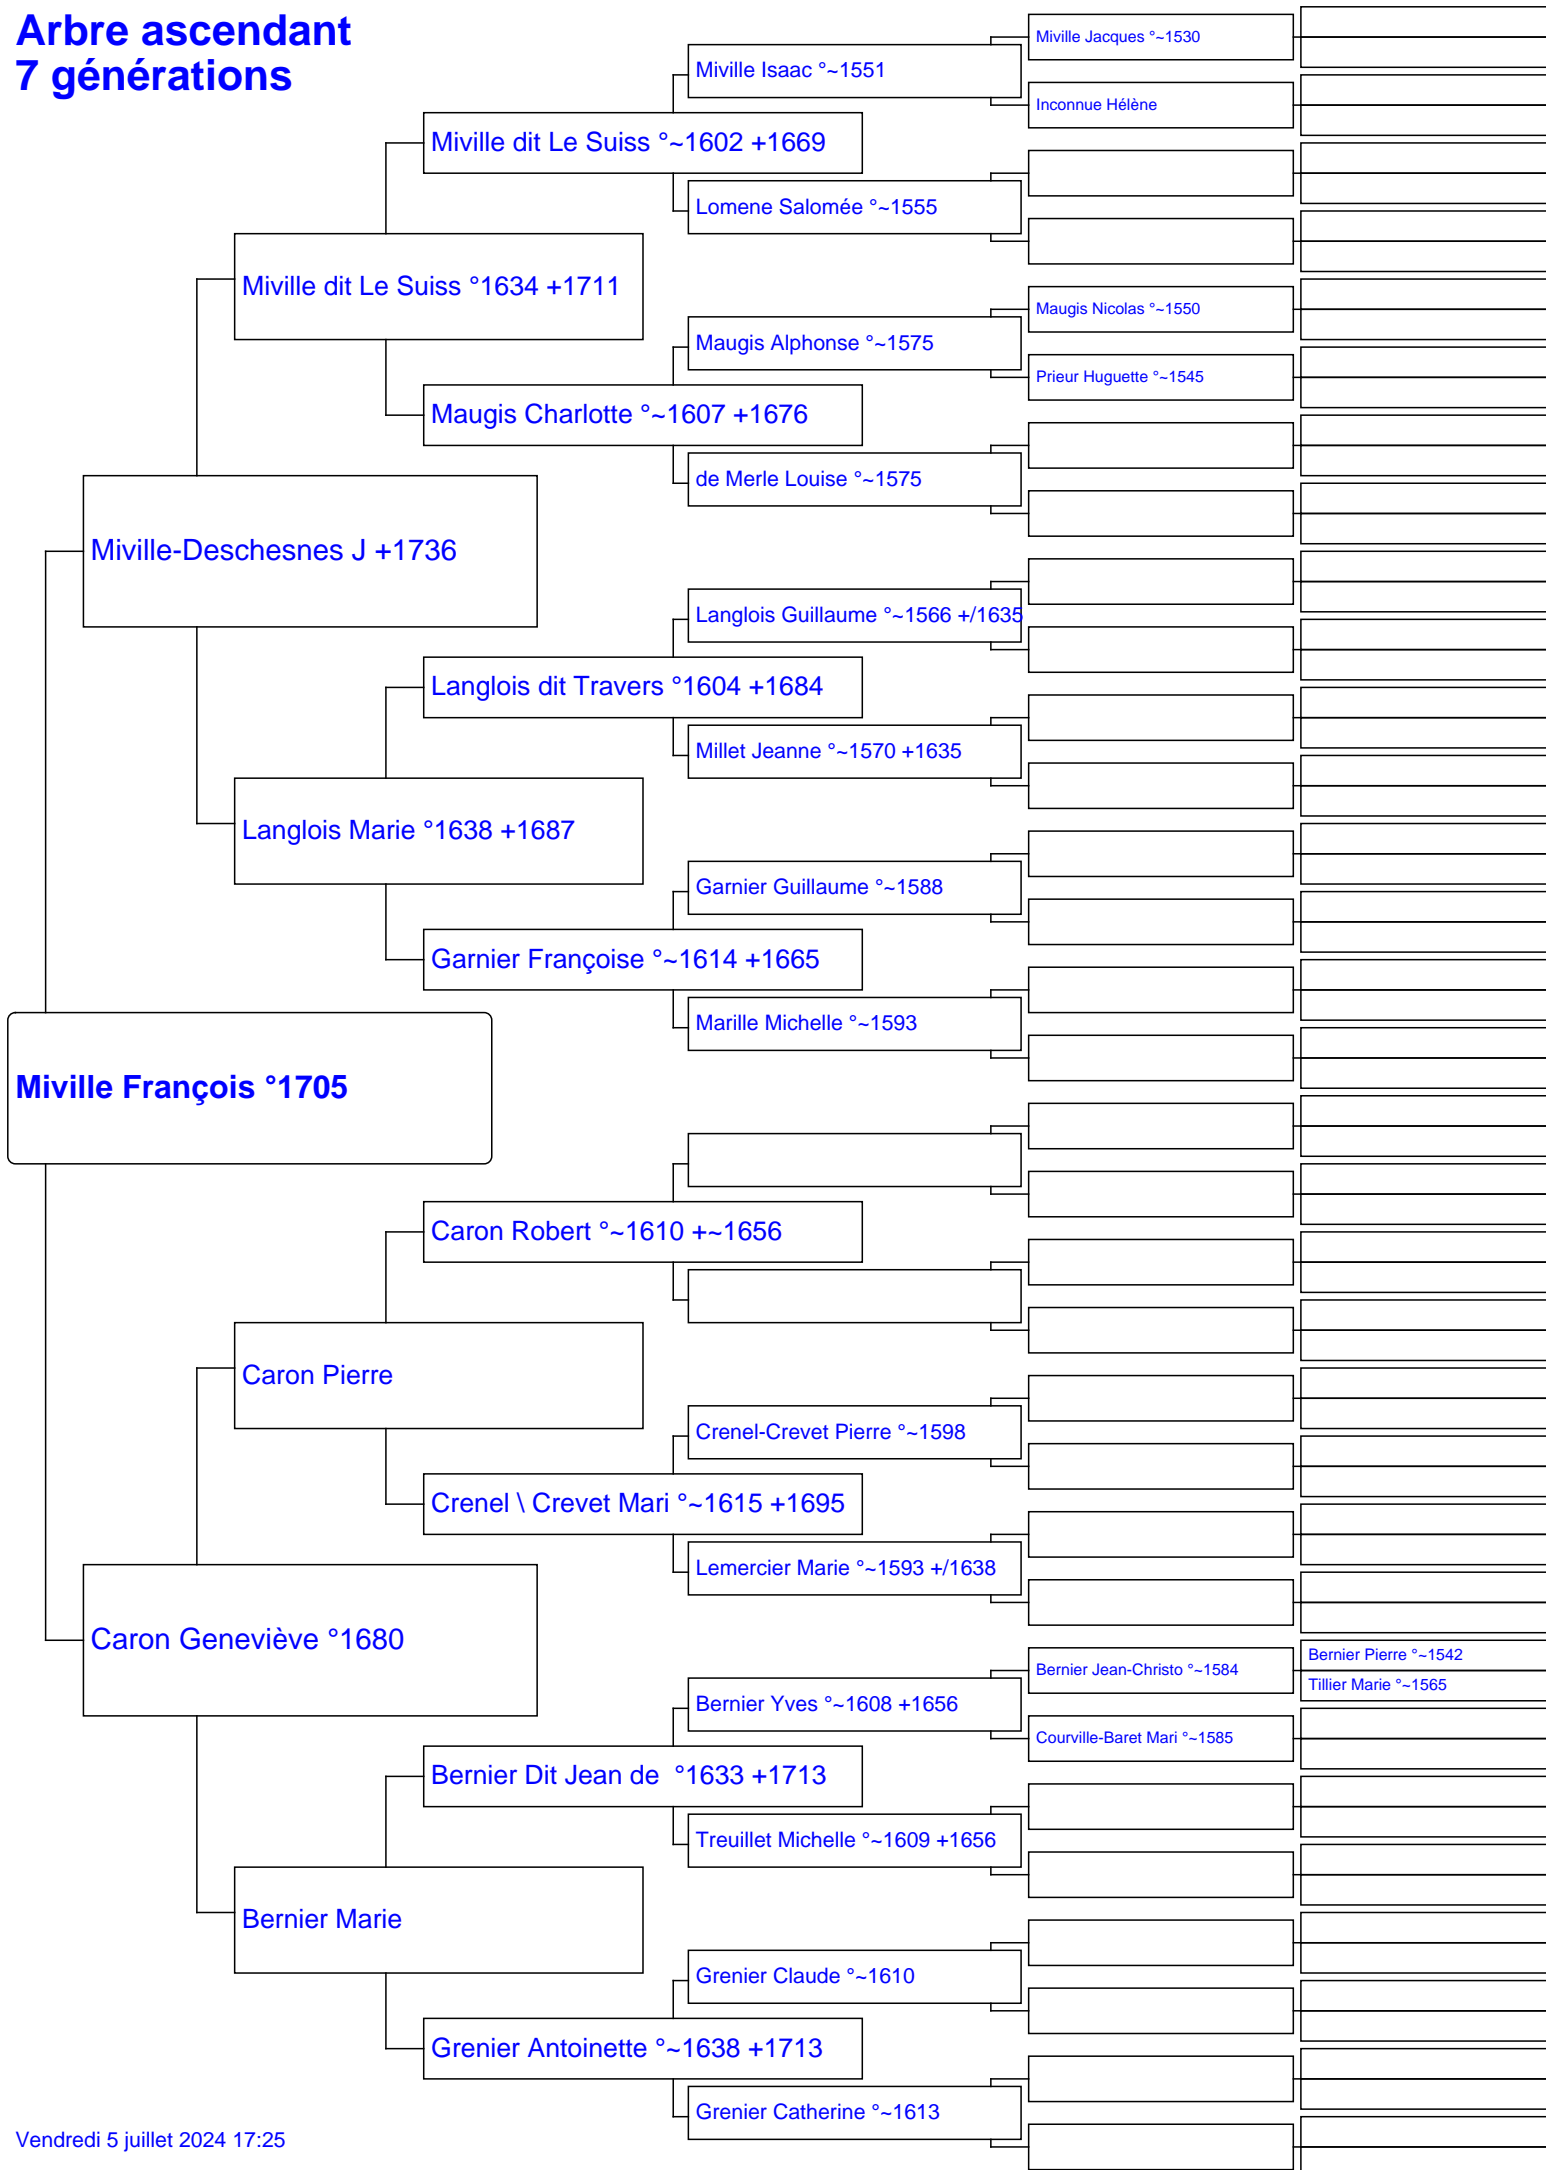 Arbre ascendant
7 générations
Miville Jacques °~1530
Miville Isaac °~1551
Inconnue Hélène
Miville dit Le Suiss °~1602 +1669
Lomene Salomée °~1555
Miville dit Le Suiss °1634 +1711
Maugis Nicolas °~1550
Maugis Alphonse °~1575
Prieur Huguette °~1545
Maugis Charlotte °~1607 +1676
de Merle Louise °~1575
Miville-Deschesnes J +1736
Langlois Guillaume °~1566 +/1635
Langlois dit Travers °1604 +1684
Millet Jeanne °~1570 +1635
Langlois Marie °1638 +1687
Garnier Guillaume °~1588
Garnier Françoise °~1614 +1665
Marille Michelle °~1593
Miville François °1705
Caron Robert °~1610 +~1656
Caron Pierre
Crenel-Crevet Pierre °~1598
Crenel \ Crevet Mari °~1615 +1695
Lemercier Marie °~1593 +/1638
Caron Geneviève °1680
Bernier Pierre °~1542
Bernier Jean-Christo °~1584
Tillier Marie °~1565
Bernier Yves °~1608 +1656
Courville-Baret Mari °~1585
Bernier Dit Jean de  °1633 +1713
Treuillet Michelle °~1609 +1656
Bernier Marie
Grenier Claude °~1610
Grenier Antoinette °~1638 +1713
Grenier Catherine °~1613
Vendredi 5 juillet 2024 17:25